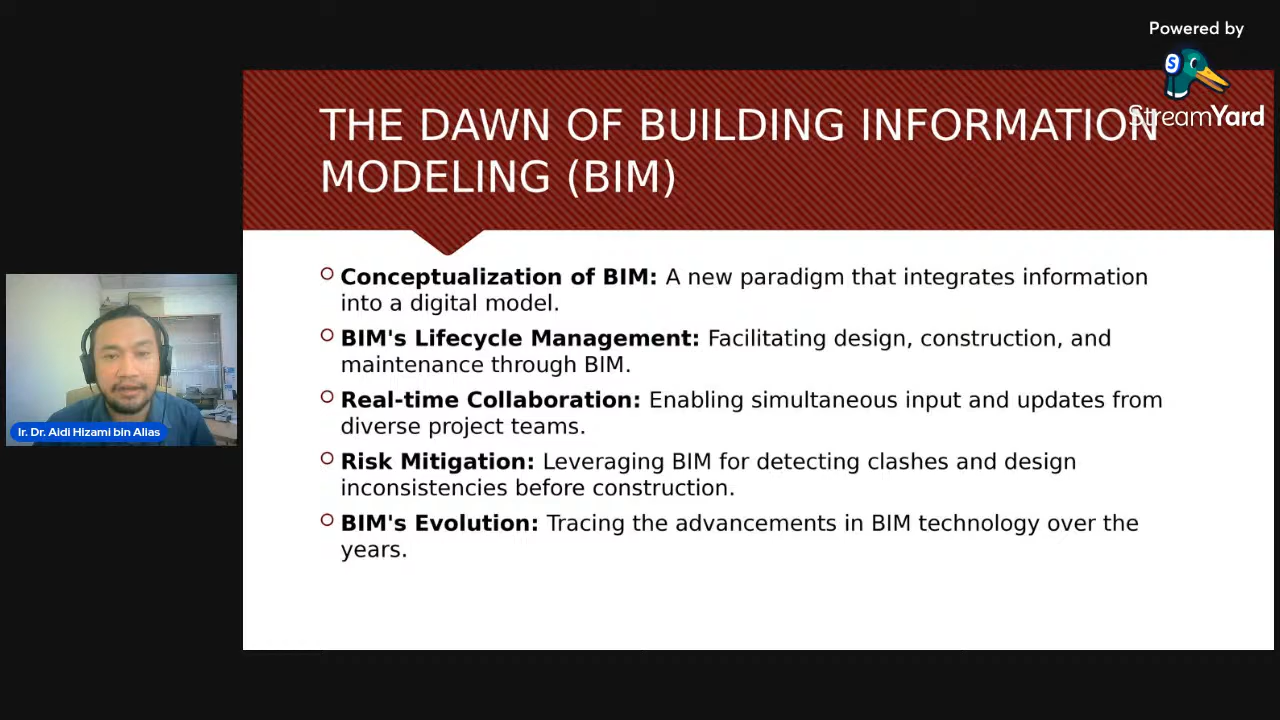 Powered by
StreamYard
THE DAWN OF BUILDING INFORMATION
MODELING (BIM)
Conceptualization of BIM: A new paradigm that integrates information
into a digital model.
BIM's Lifecycle Management: Facilitating design, construction, and
maintenance through BIM.
Real-time Collaboration: Enabling simultaneous input and updates from
diverse project teams.
Risk Mitigation: Leveraging BIM for detecting clashes and design
inconsistencies before construction.
BIM's Evolution: Tracing the advancements in BIM technology over the
years.
Ir. Dr. Aidi Hizami bin Alias